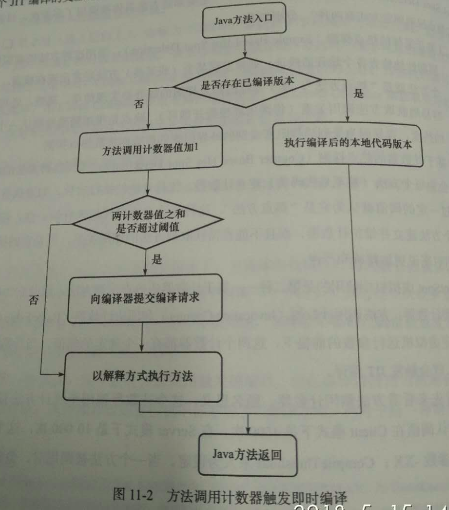 Java方法入口
是否存在已编译版本
否
是
方法调用计数器值加1
执行编译后的本地代码版本
两计数器值之和
是否超过阈值
是
否
向编译器提交编译请求
以解释方式执行方法
Java方法返回
图 11-2 方法调用计数器触发即时编译